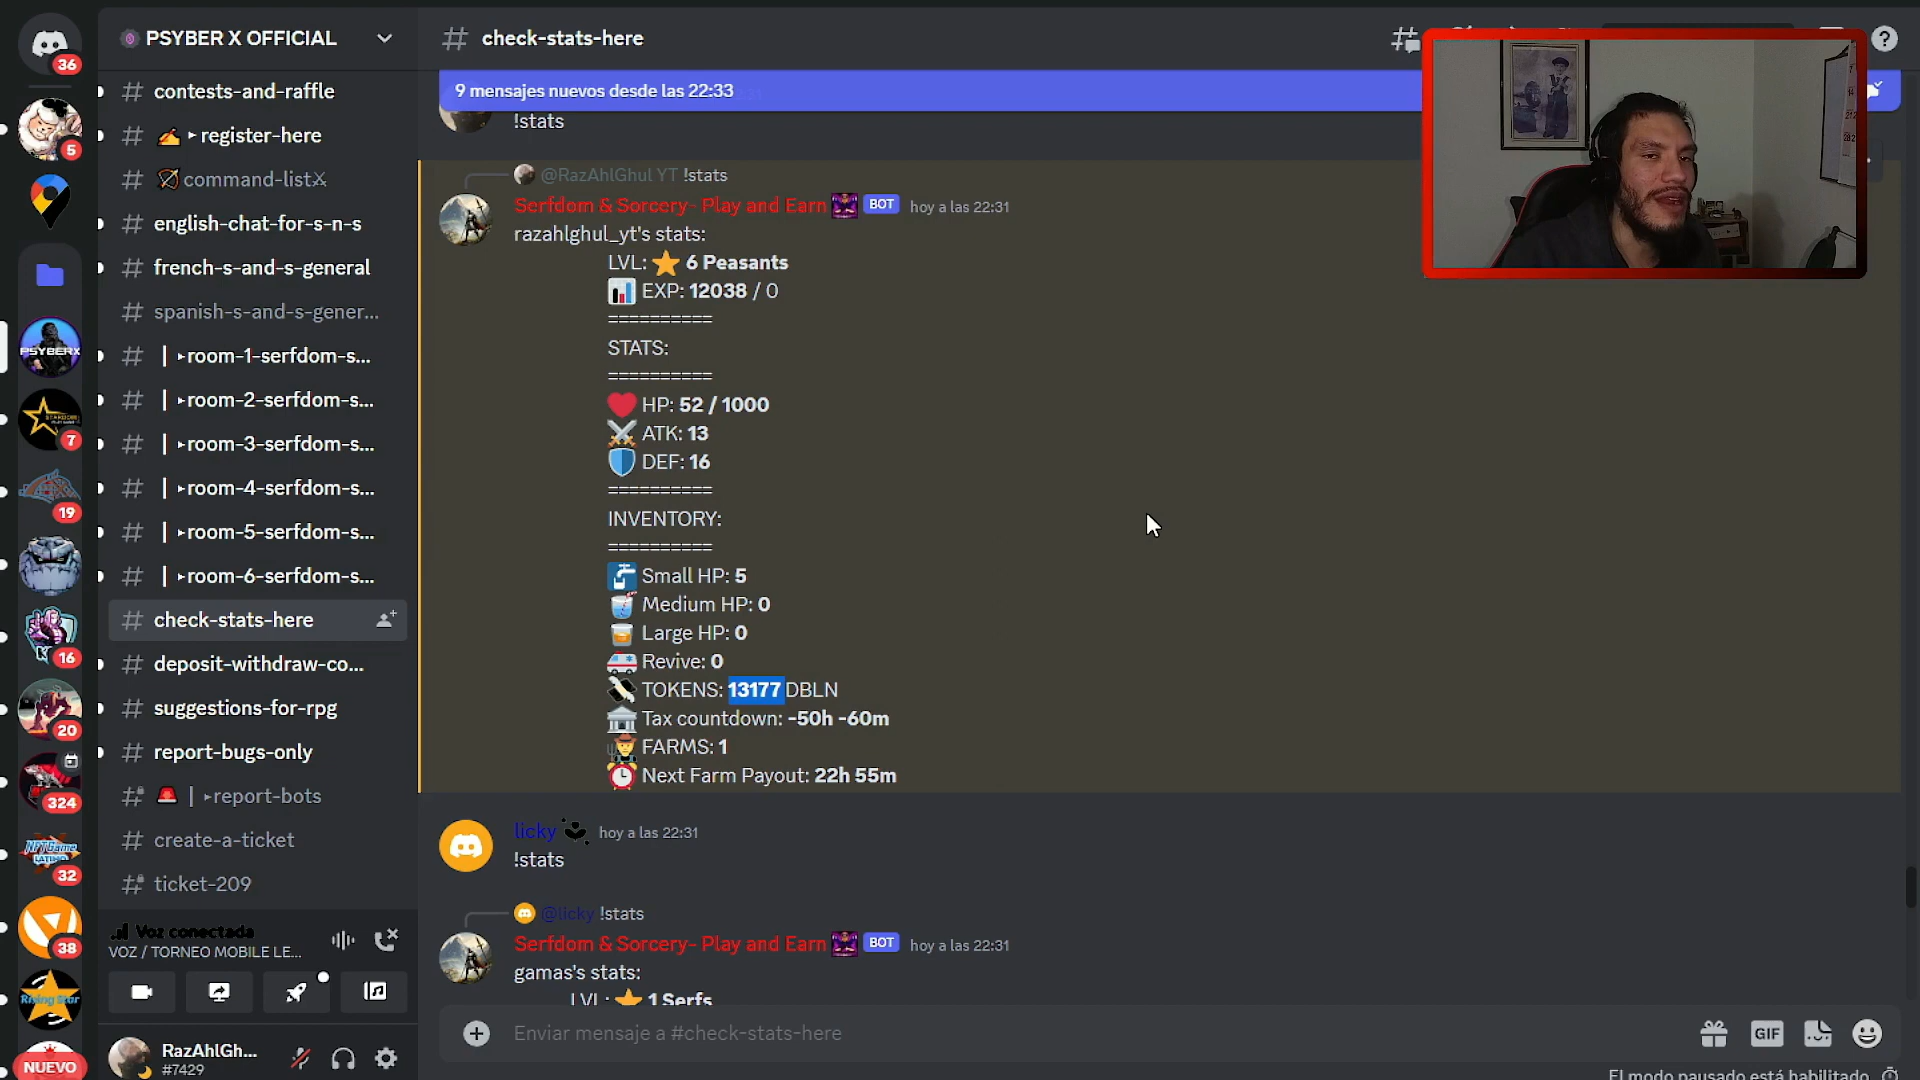 36
PSYBER X OFFICIAL
check-stats-here
contests-and-raffle
register-here
command-list
english-chat-for-s-n-s
french-s-and-s-general
spanish-s-and-s-gener...
room-1-serfdom-s...
room-2-serfdom-s...
room-3-serfdom-s...
room-4-serfdom-s...
room-5-serfdom-s...
room-6-serfdom-s...
check-stats-here
deposit-withdraw-co...
suggestions-for-rpg
report-bugs-only
report-bots
create-a-ticket
ticket-209
Voz conectada
VOZ / TORNEO MOBILE LE...
RazAhlGh...
#7429
5
PSYBERX
7
19
16
20
324
NFTGame
LATINO
32
38
Rising Star
NUEVO
9 mensajes nuevos desde las 22:33
!stats
@RazAhlGhul YT !stats
Serfdom & Sorcery- Play and Earn BOT hoy a las 22:31
razahlghul_yt's stats:
LVL: 6 Peasants
EXP: 12038 / 0
==========
STATS:
==========
HP: 52 / 1000
ATK: 13
DEF: 16
==========
INVENTORY:
==========
Small HP: 5
Medium HP: 0
Large HP: 0
Revive: 0
TOKENS: 13177 DBLN
Tax countdown: -50h -60m
FARMS: 1
Next Farm Payout: 22h 55m
licky hoy a las 22:31
!stats
@licky !stats
Serfdom & Sorcery- Play and Earn BOT hoy a las 22:31
gamas's stats:
LVL: 1 Serfs
Enviar mensaje a #check-stats-here
GIF
El modo pausado está habilitado.